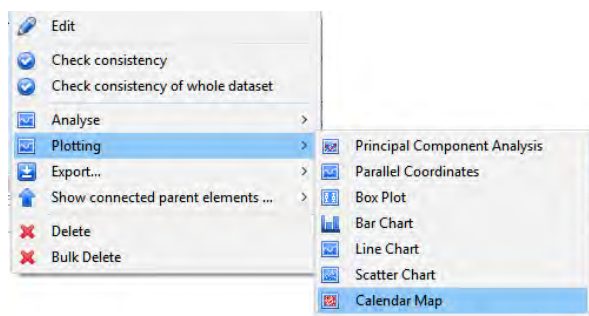 Edit
Check consistency
Check consistency of whole dataset
Analyse
Plotting
Export...
Show connected parent elements ...
Delete
Bulk Delete
Principal Component Analysis
Parallel Coordinates
Box Plot
Bar Chart
Line Chart
Scatter Chart
Calendar Map